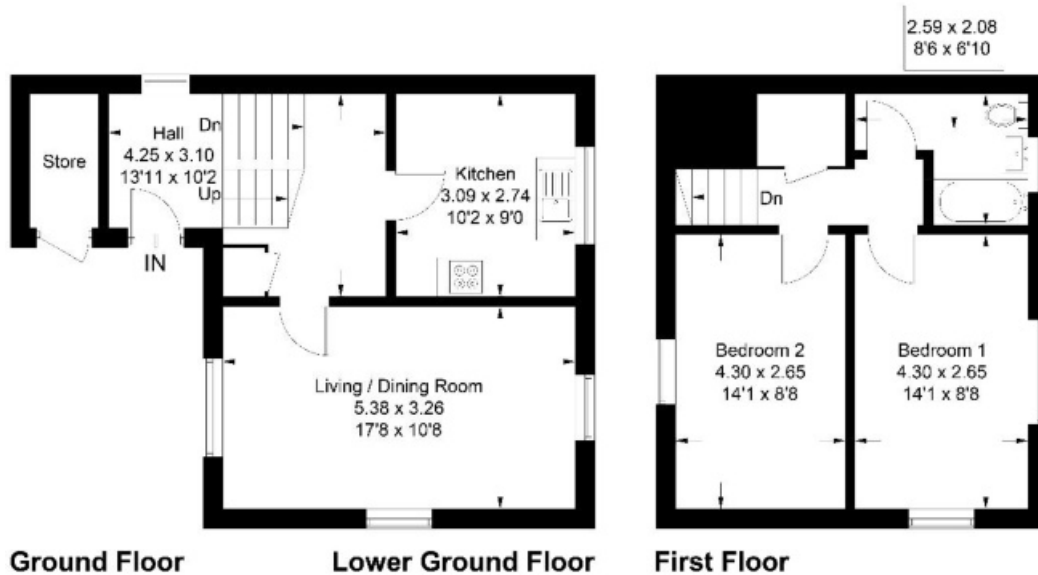 2.59 x 2.08
8'6 x 6'10
Store
Hall
4.25 x 3.10
13'11 x 10'2
Dn
Up
IN
Kitchen
3.09 x 2.74
10'2 x 9'0
Living / Dining Room
5.38 x 3.26
17'8 x 10'8
Dn
Bedroom 2
4.30 x 2.65
14'1 x 8'8
Bedroom 1
4.30 x 2.65
14'1 x 8'8
Ground Floor
Lower Ground Floor
First Floor